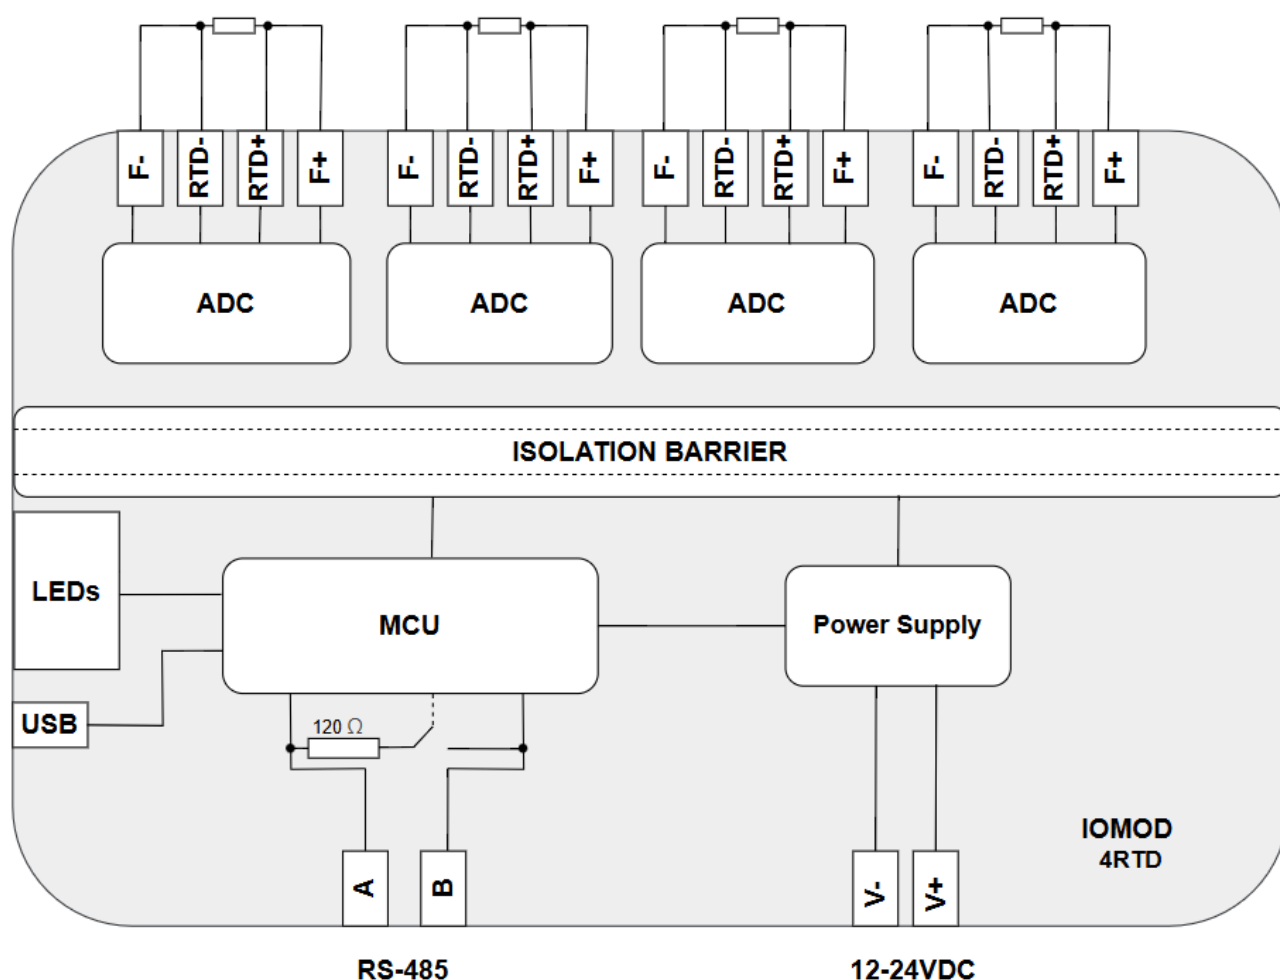 F- RTD- RTD+ F+ F- RTD- RTD+ F+ F- RTD- RTD+ F+ F- RTD- RTD+ F+
ADC ADC ADC ADC
ISOLATION BARRIER
LEDs
MCU
Power Supply
USB
120 Ω
IOMOD
4RTD
A B V- V+
RS-485 12-24VDC